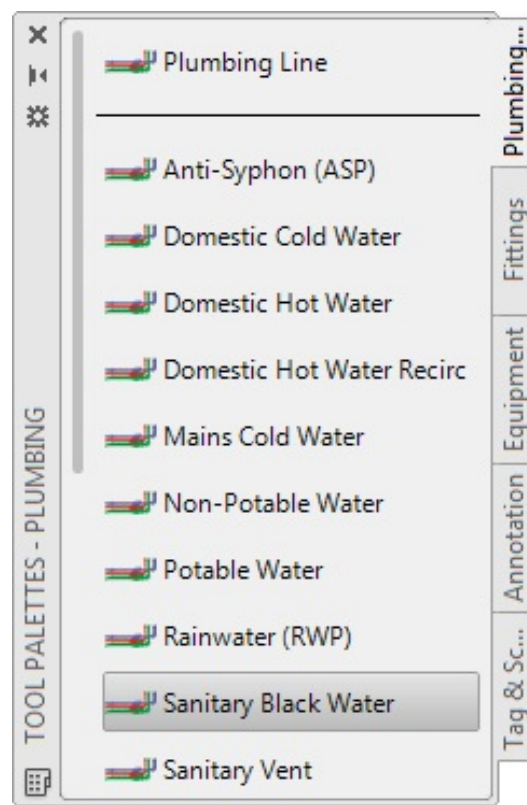 Plumbing Line
Anti-Syphon (ASP)
Domestic Cold Water
Domestic Hot Water
Domestic Hot Water Recirc
Mains Cold Water
Non-Potable Water
Potable Water
Rainwater (RWP)
Sanitary Black Water
Sanitary Vent
TOOL PALETTES - PLUMBING
Plumbing...
Fittings
Equipment
Annotation
Tag & Sc...